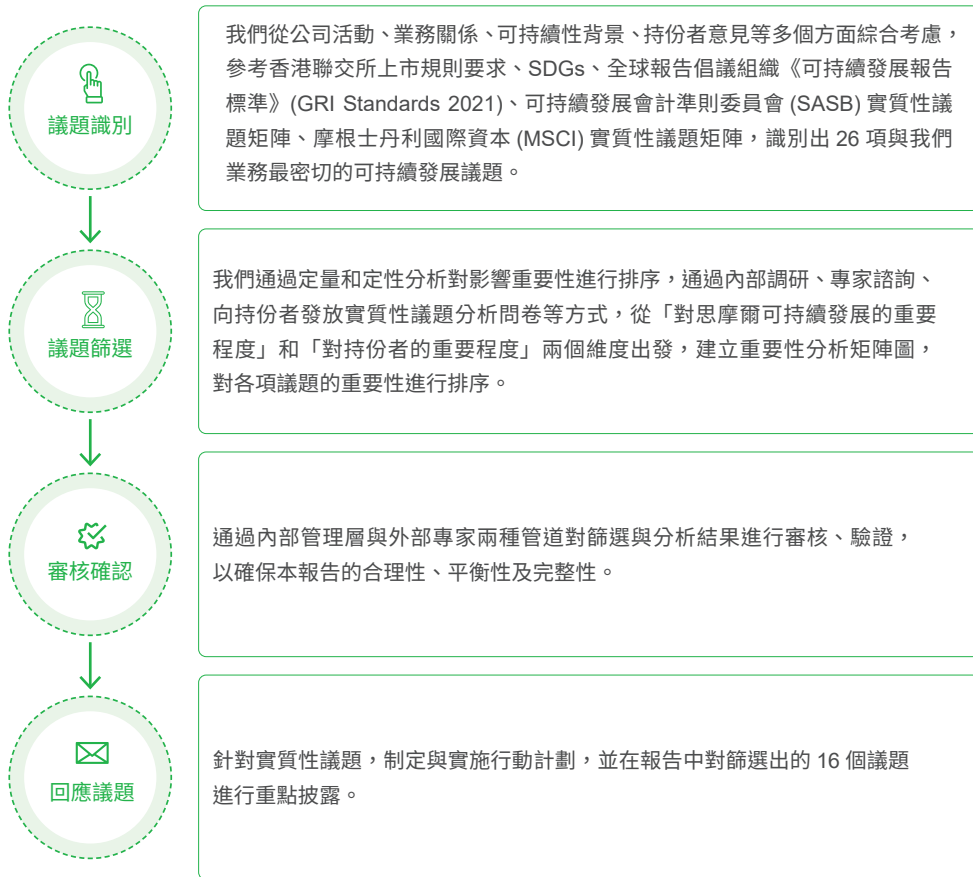 議題識別
我們從公司活動、業務關係、可持續性背景、持份者意見等多個方面綜合考慮，
參考香港聯交所上市規則要求、SDGs、全球報告倡議組織《可持續發展報告
標準》(GRI Standards 2021)、可持續發展會計準則委員會 (SASB) 實質性議
題矩陣、摩根士丹利國際資本 (MSCI) 實質性議題矩陣，識別出 26 項與我們
業務最密切的可持續發展議題。
議題篩選
我們通過定量和定性分析對影響重要性進行排序，通過內部調研、專家諮詢、
向持份者發放實質性議題分析問卷等方式，從「對思摩爾可持續發展的重要
程度」和「對持份者的重要程度」兩個維度出發，建立重要性分析矩陣圖，
對各項議題的重要性進行排序。
審核確認
通過內部管理層與外部專家兩種管道對篩選與分析結果進行審核、驗證，
以確保本報告的合理性、平衡性及完整性。
回應議題
針對實質性議題，制定與實施行動計劃，並在報告中對篩選出的 16 個議題
進行重點披露。